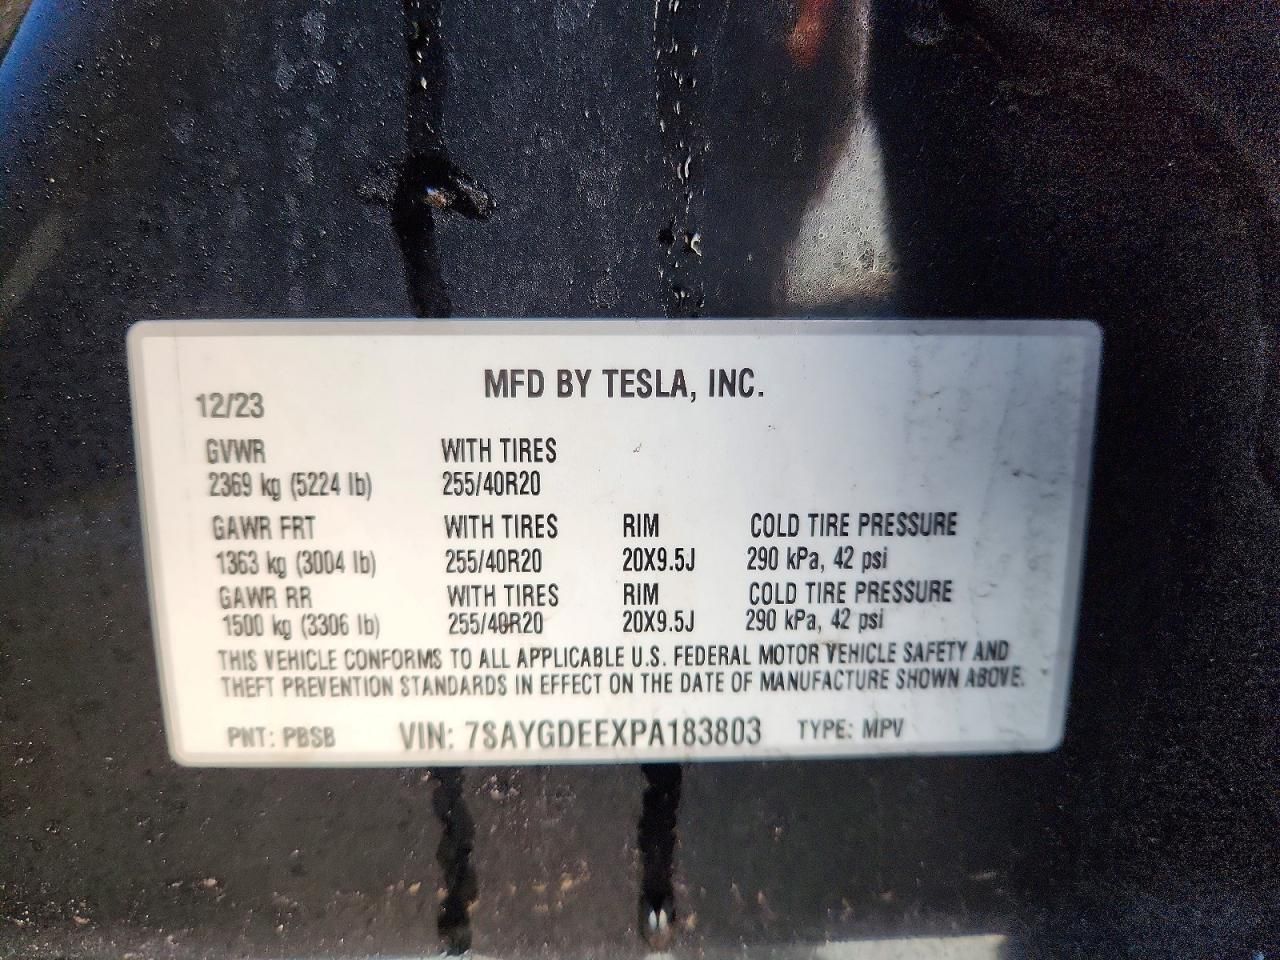 MFD BY TESLA, INC.
12/23
GVWR WITH TIRES
2369 kg (5224 lb) 255/40R20
GAWR FRT WITH TIRES RIM COLD TIRE PRESSURE
1363 kg (3004 lb) 255/40R20 20X9.5J 290 kPa, 42 psi
GAWR RR WITH TIRES RIM COLD TIRE PRESSURE
1500 kg (3306 lb) 255/40R20 20X9.5J 290 kPa, 42 psi
THIS VEHICLE CONFORMS TO ALL APPLICABLE U.S. FEDERAL MOTOR VEHICLE SAFETY AND
THEFT PREVENTION STANDARDS IN EFFECT ON THE DATE OF MANUFACTURE SHOWN ABOVE.
PNT: PBSB VIN: 7SAYGDEEXPA183803 TYPE: MPV